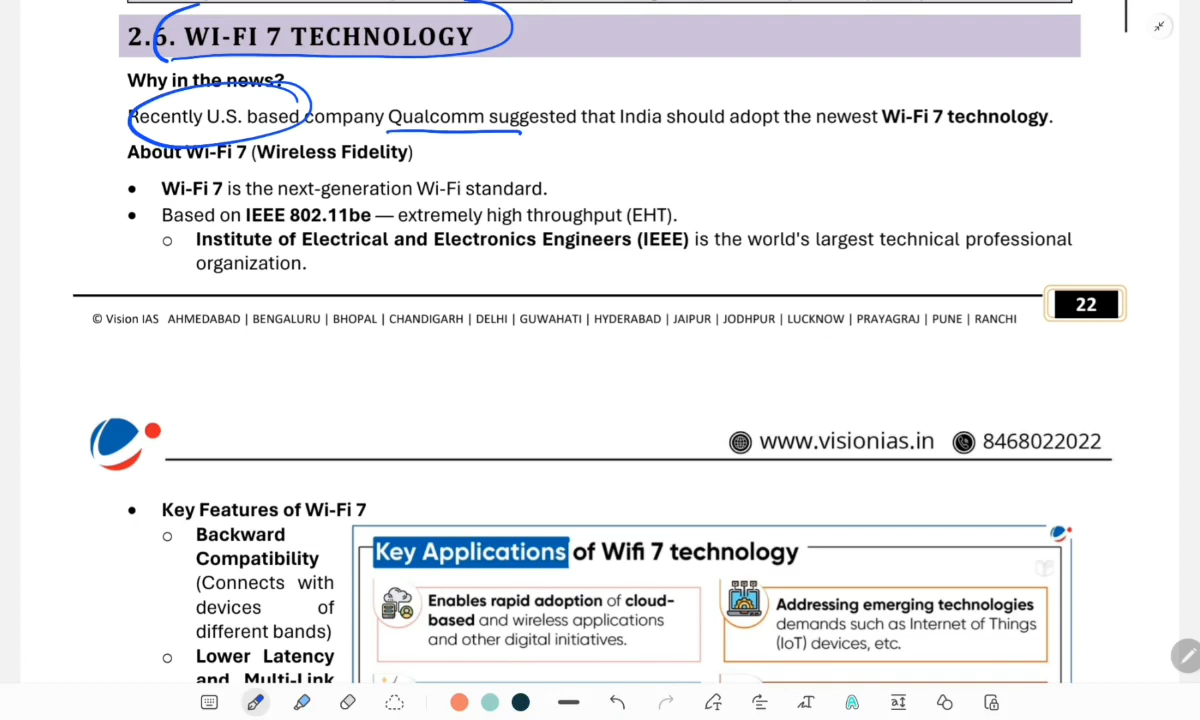 2.6. WI-FI 7 TECHNOLOGY
Why in the news?
Recently U.S. based company Qualcomm suggested that India should adopt the newest Wi-Fi 7 technology.
About Wi-Fi 7 (Wireless Fidelity)
• Wi-Fi 7 is the next-generation Wi-Fi standard.
• Based on IEEE 802.11be — extremely high throughput (EHT).
○ Institute of Electrical and Electronics Engineers (IEEE) is the world's largest technical professional
organization.
22
© Vision IAS AHMEDABAD | BENGALURU | BHOPAL | CHANDIGARH | DELHI | GUWAHATI | HYDERABAD | JAIPUR | JODHPUR | LUCKNOW | PRAYAGRAJ | PUNE | RANCHI
www.visionias.in 8468022022
• Key Features of Wi-Fi 7
○ Backward
Compatibility
(Connects with
devices of
different bands)
○ Lower Latency
and Multi-Link
Key Applications of Wifi 7 technology
Enables rapid adoption of cloud-
based and wireless applications
and other digital initiatives.
Addressing emerging technologies
demands such as Internet of Things
(IoT) devices, etc.